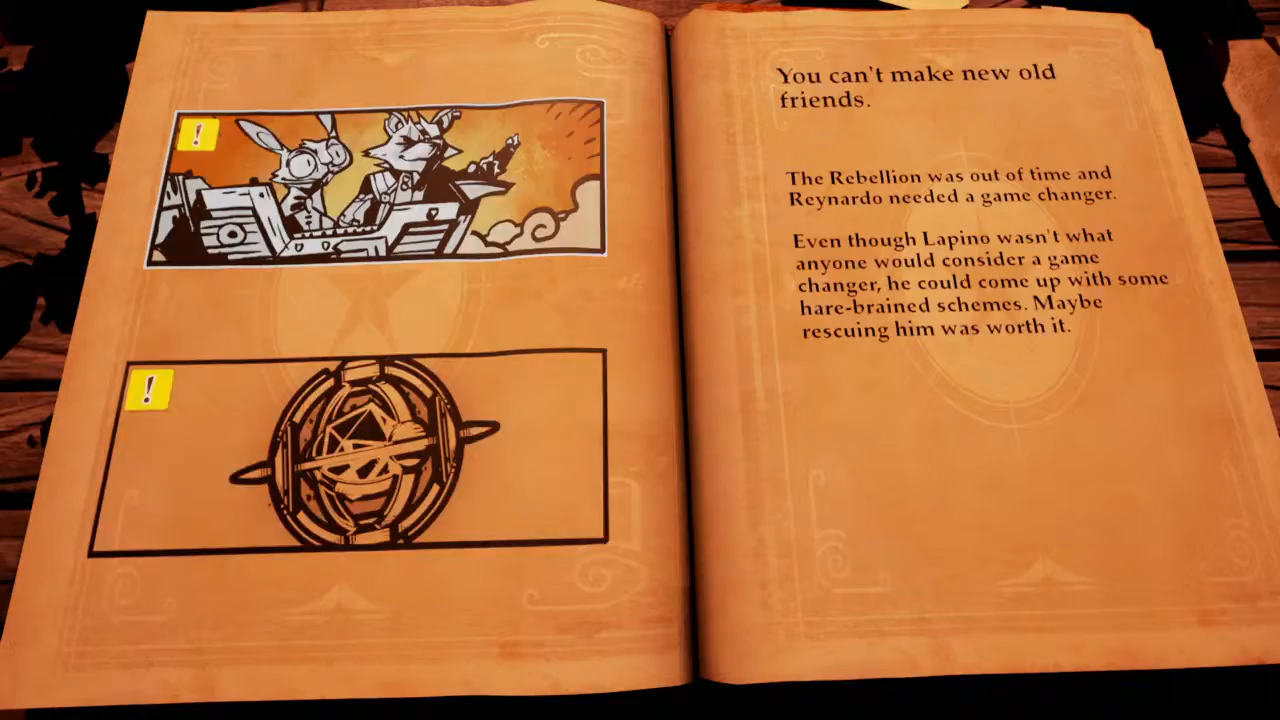 !
!
You can't make new old
friends.
The Rebellion was out of time and
Reynardo needed a game changer.
Even though Lapino wasn't what
anyone would consider a game
changer, he could come up with some
hare-brained schemes. Maybe
rescuing him was worth it.